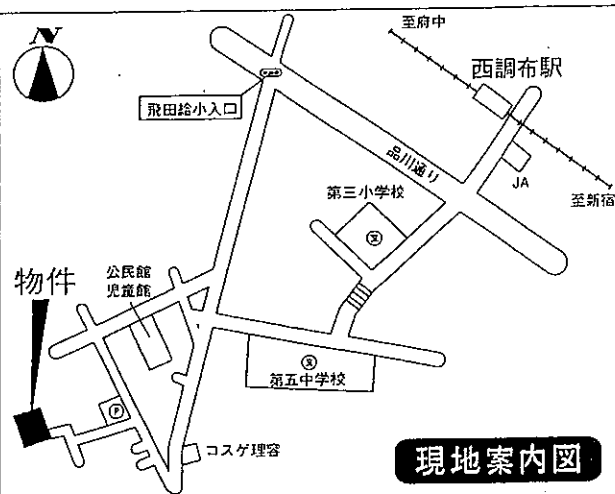 N
至府中
西調布駅
飛田給小入口
品川通り
JA
至新宿
第三小学校
文
物件
公民館
児童館
文
第五中学校
P
コスゲ理容
現地案内図